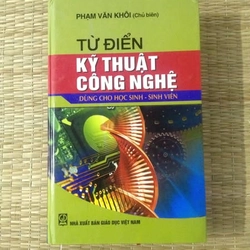 PHẠM VĂN KHÔI (Chủ biên)
TỪ ĐIỂN
KỸ THUẬT
CÔNG NGHỆ
DÙNG CHO HỌC SINH - SINH VIÊN
NHÀ XUẤT BẢN GIÁO DỤC VIỆT NAM